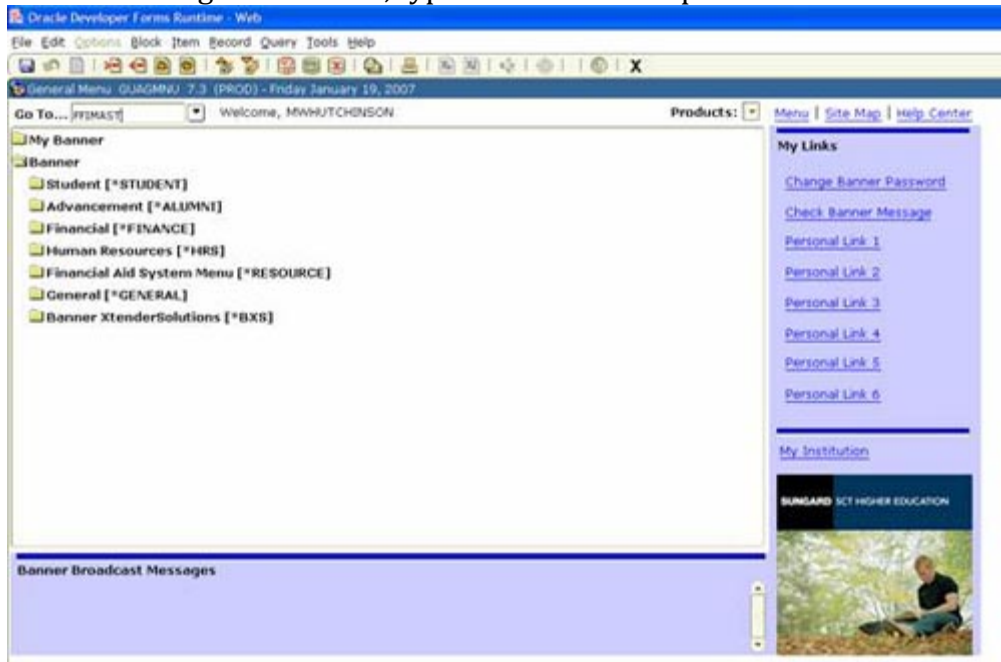 Oracle Developer Forms Runtime - Web
File Edit Options Block Item Record Query Tools Help
General Menu GUAGMNU 7.3 (PROD) - Friday January 19, 2007
Go To... FFIMAST Welcome, MWHUTCHINSON Products: Menu | Site Map | Help Center
My Banner
Banner
Student [*STUDENT]
Advancement [*ALUMNI]
Financial [*FINANCE]
Human Resources [*HRS]
Financial Aid System Menu [*RESOURCE]
General [*GENERAL]
Banner XtenderSolutions [*BXS]
My Links
Change Banner Password
Check Banner Message
Personal Link 1
Personal Link 2
Personal Link 3
Personal Link 4
Personal Link 5
Personal Link 6
My Institution
SUNGARD SCT HIGHER EDUCATION
Banner Broadcast Messages